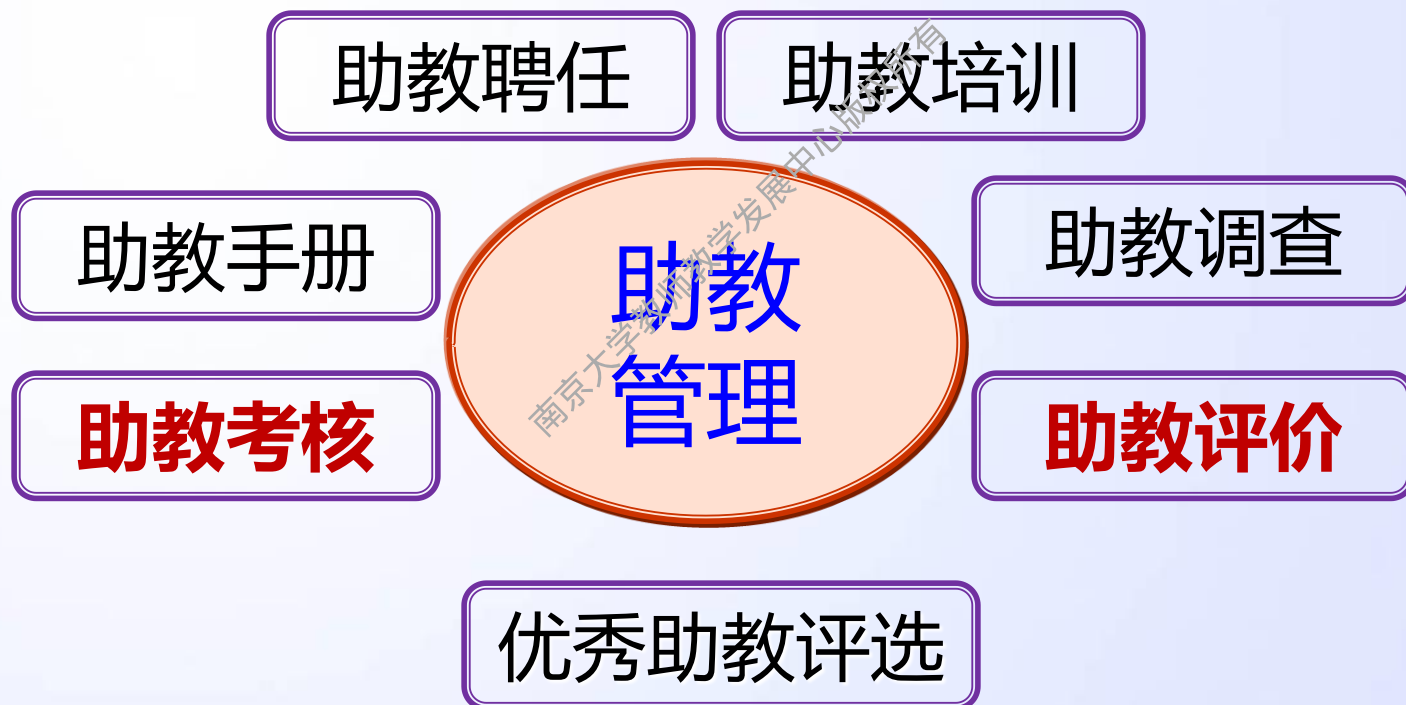 助教聘任
助教培训
助教手册
助教调查
助教
管理
助教考核
助教评价
优秀助教评选
南京大学教师教学发展中心版权所有